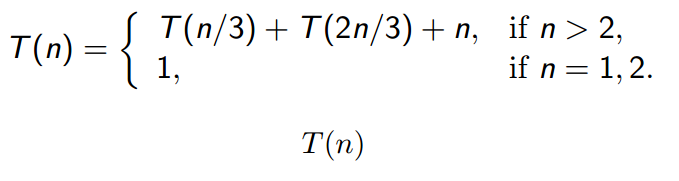 T(n) = { T(n/3) + T(2n/3) + n, if n > 2,
1, if n = 1, 2.
T(n)